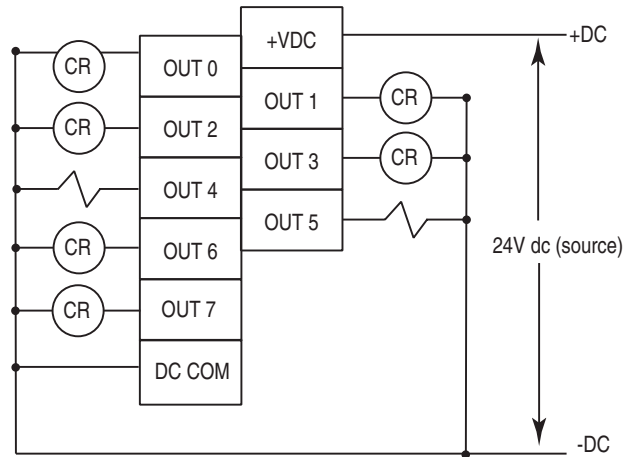 +VDC
+DC
CR
OUT 0
OUT 1
CR
CR
OUT 2
OUT 3
CR
OUT 4
OUT 5
24V dc (source)
CR
OUT 6
CR
OUT 7
DC COM
-DC